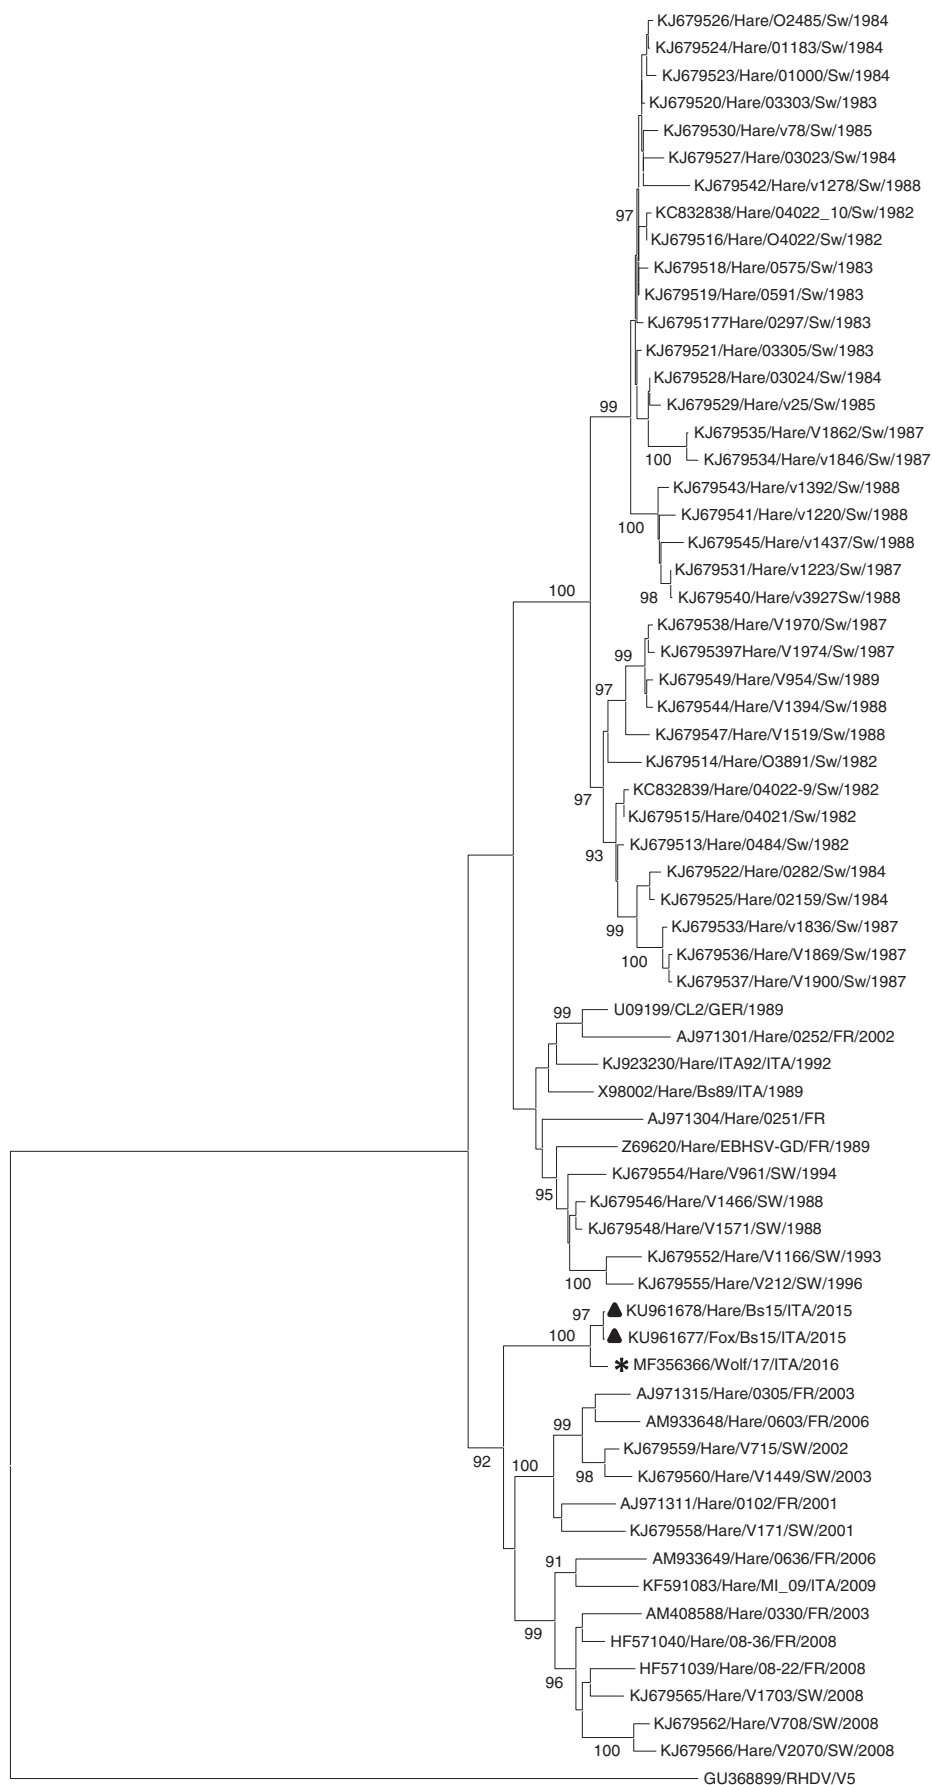 KJ679526/Hare/O2485/Sw/1984
KJ679524/Hare/01183/Sw/1984
KJ679523/Hare/01000/Sw/1984
KJ679520/Hare/03303/Sw/1983
KJ679530/Hare/v78/Sw/1985
KJ679527/Hare/03023/Sw/1984
KJ679542/Hare/v1278/Sw/1988
97
KC832838/Hare/04022_10/Sw/1982
KJ679516/Hare/O4022/Sw/1982
KJ679518/Hare/0575/Sw/1983
KJ679519/Hare/0591/Sw/1983
KJ6795177Hare/0297/Sw/1983
KJ679521/Hare/03305/Sw/1983
KJ679528/Hare/03024/Sw/1984
99
KJ679529/Hare/v25/Sw/1985
KJ679535/Hare/V1862/Sw/1987
100
KJ679534/Hare/v1846/Sw/1987
KJ679543/Hare/v1392/Sw/1988
KJ679541/Hare/v1220/Sw/1988
100
KJ679545/Hare/v1437/Sw/1988
KJ679531/Hare/v1223/Sw/1987
100
98
KJ679540/Hare/v3927Sw/1988
KJ679538/Hare/V1970/Sw/1987
99
KJ6795397Hare/V1974/Sw/1987
KJ679549/Hare/V954/Sw/1989
97
KJ679544/Hare/V1394/Sw/1988
KJ679547/Hare/V1519/Sw/1988
KJ679514/Hare/O3891/Sw/1982
KC832839/Hare/04022-9/Sw/1982
97
KJ679515/Hare/04021/Sw/1982
KJ679513/Hare/0484/Sw/1982
93
KJ679522/Hare/0282/Sw/1984
KJ679525/Hare/02159/Sw/1984
KJ679533/Hare/v1836/Sw/1987
99
KJ679536/Hare/V1869/Sw/1987
100
KJ679537/Hare/V1900/Sw/1987
99
U09199/CL2/GER/1989
AJ971301/Hare/0252/FR/2002
KJ923230/Hare/ITA92/ITA/1992
X98002/Hare/Bs89/ITA/1989
AJ971304/Hare/0251/FR
Z69620/Hare/EBHSV-GD/FR/1989
KJ679554/Hare/V961/SW/1994
95
KJ679546/Hare/V1466/SW/1988
KJ679548/Hare/V1571/SW/1988
KJ679552/Hare/V1166/SW/1993
100
KJ679555/Hare/V212/SW/1996
97
KU961678/Hare/Bs15/ITA/2015
100
KU961677/Fox/Bs15/ITA/2015
MF356366/Wolf/17/ITA/2016
AJ971315/Hare/0305/FR/2003
99
AM933648/Hare/0603/FR/2006
KJ679559/Hare/V715/SW/2002
92
100
98
KJ679560/Hare/V1449/SW/2003
AJ971311/Hare/0102/FR/2001
KJ679558/Hare/V171/SW/2001
91
AM933649/Hare/0636/FR/2006
KF591083/Hare/MI_09/ITA/2009
AM408588/Hare/0330/FR/2003
99
HF571040/Hare/08-36/FR/2008
HF571039/Hare/08-22/FR/2008
96
KJ679565/Hare/V1703/SW/2008
KJ679562/Hare/V708/SW/2008
100
KJ679566/Hare/V2070/SW/2008
GU368899/RHDV/V5